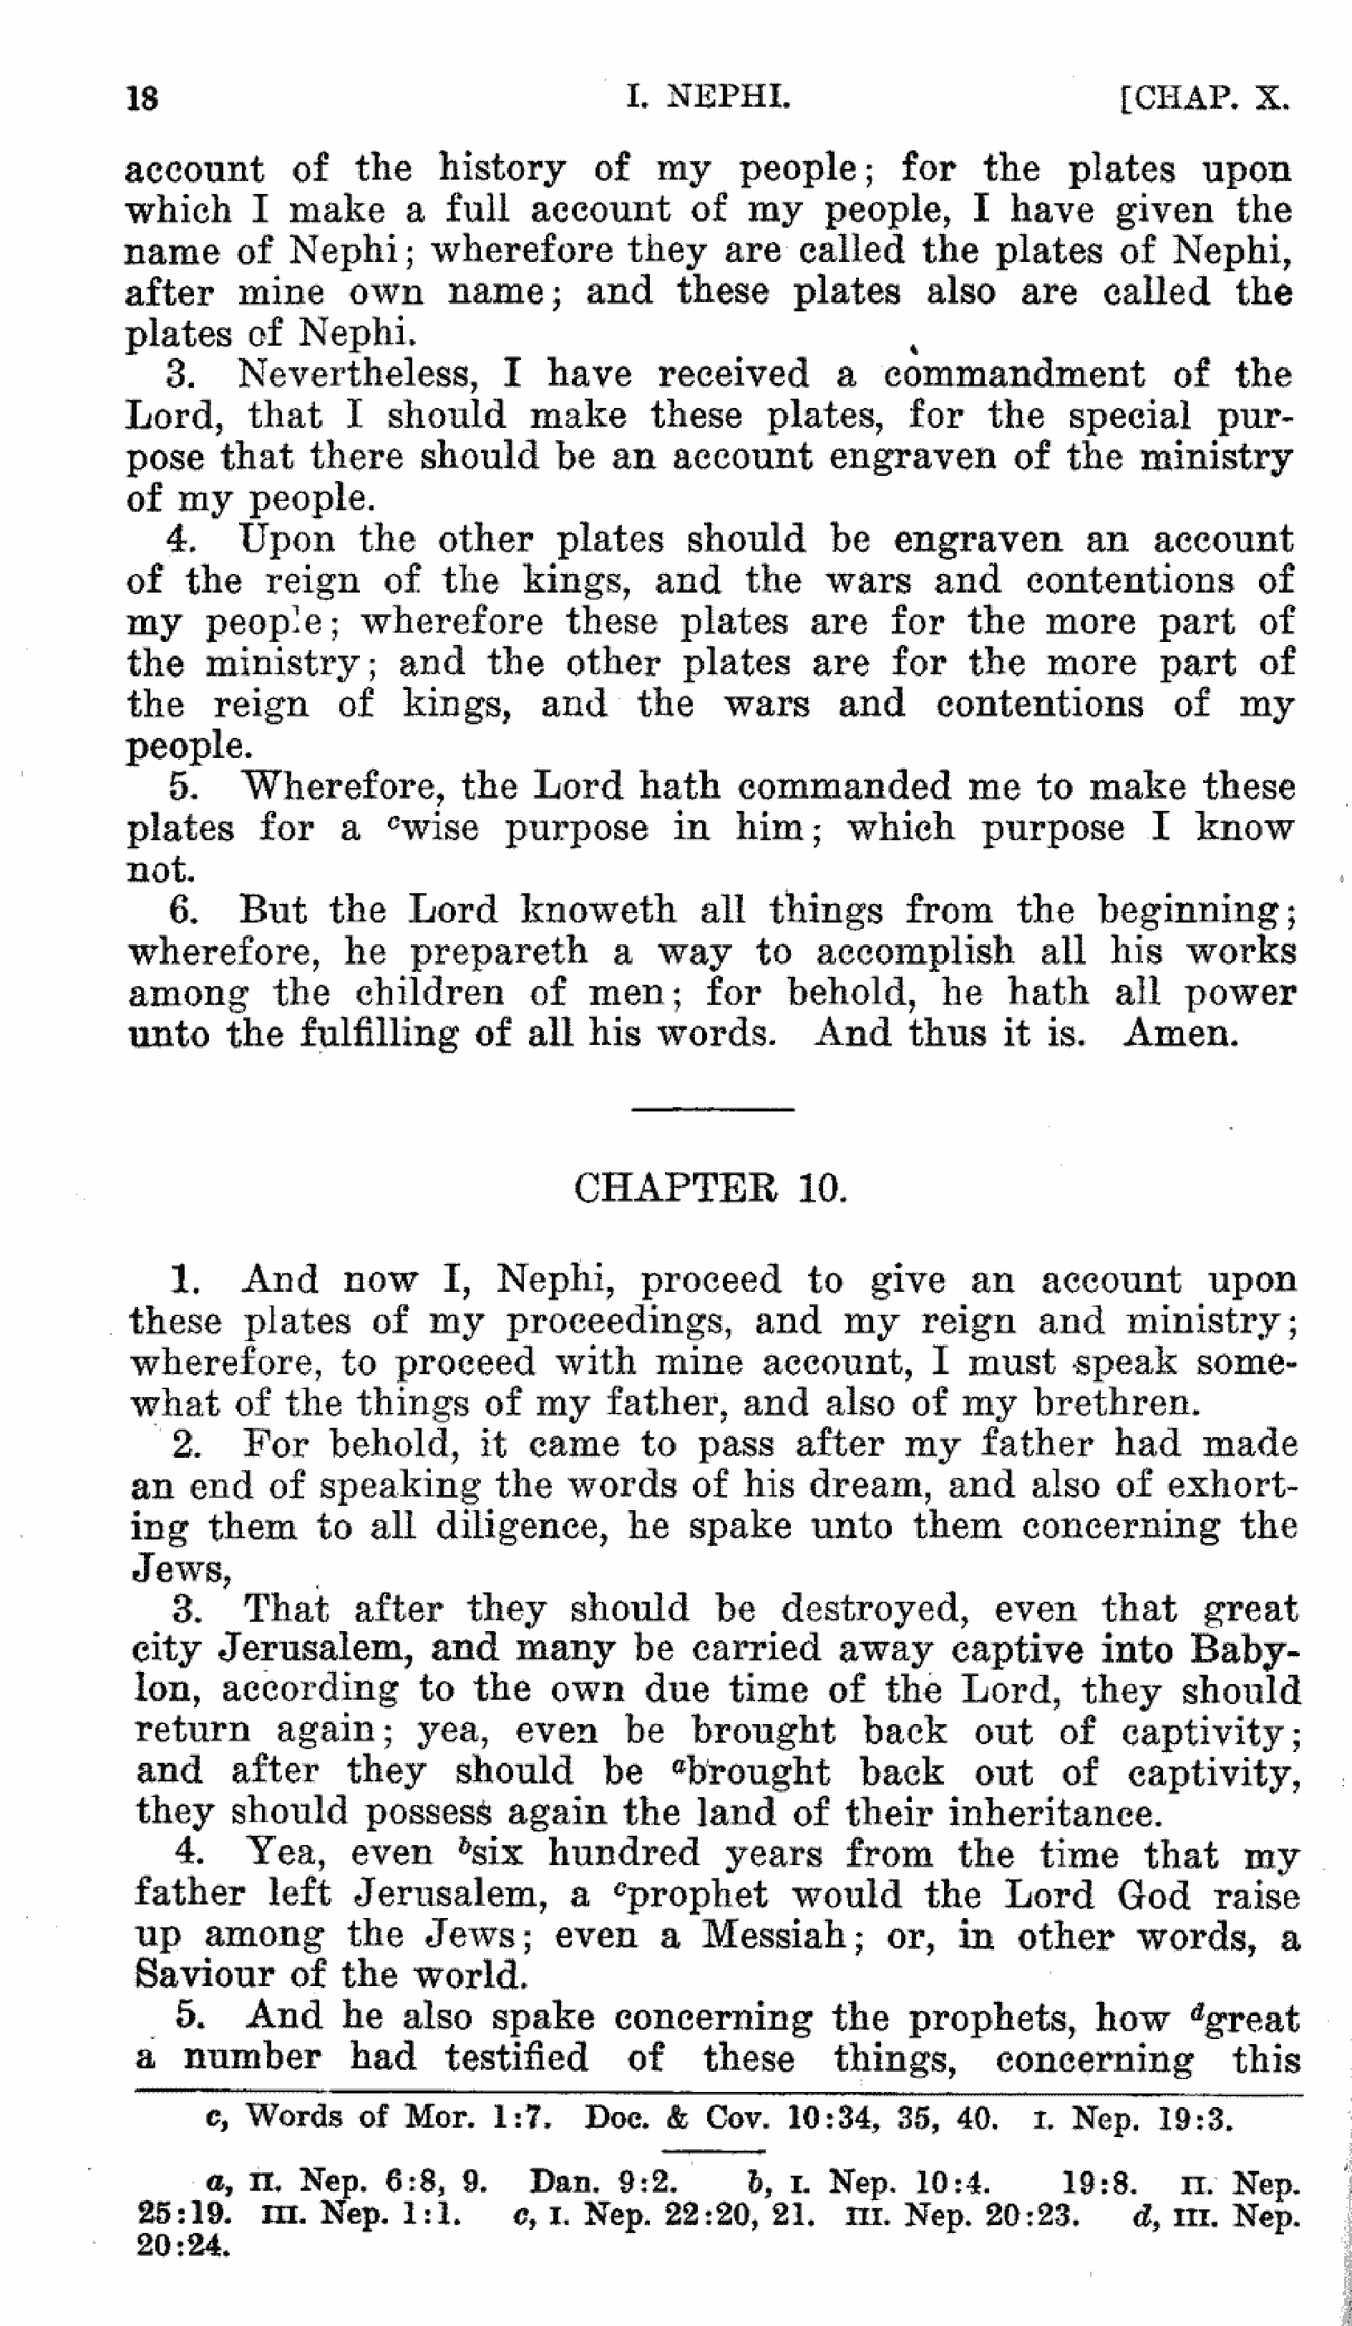 18 I. NEPHI. [CHAP. X.
account of the history of my people; for the plates upon
which I make a full account of my people, I have given the
name of Nephi; wherefore they are called the plates of Nephi,
after mine own name; and these plates also are called the
plates of Nephi.
3. Nevertheless, I have received a commandment of the
Lord, that I should make these plates, for the special pur-
pose that there should be an account engraven of the ministry
of my people.
4. Upon the other plates should be engraven an account
of the reign of the kings, and the wars and contentions of
my people; wherefore these plates are for the more part of
the ministry; and the other plates are for the more part of
the reign of kings, and the wars and contentions of my
people.
5. Wherefore, the Lord hath commanded me to make these
plates for a cwise purpose in him; which purpose I know
not.
6. But the Lord knoweth all things from the beginning;
wherefore, he prepareth a way to accomplish all his works
among the children of men; for behold, he hath all power
unto the fulfilling of all his words. And thus it is. Amen.
CHAPTER 10.
1. And now I, Nephi, proceed to give an account upon
these plates of my proceedings, and my reign and ministry;
wherefore, to proceed with mine account, I must speak some-
what of the things of my father, and also of my brethren.
2. For behold, it came to pass after my father had made
an end of speaking the words of his dream, and also of exhort-
ing them to all diligence, he spake unto them concerning the
Jews,
3. That after they should be destroyed, even that great
city Jerusalem, and many be carried away captive into Baby-
lon, according to the own due time of the Lord, they should
return again; yea, even be brought back out of captivity;
and after they should be abrought back out of captivity,
they should possess again the land of their inheritance.
4. Yea, even bsix hundred years from the time that my
father left Jerusalem, a cprophet would the Lord God raise
up among the Jews; even a Messiah; or, in other words, a
Saviour of the world.
5. And he also spake concerning the prophets, how dgreat
a number had testified of these things, concerning this
c, Words of Mor. 1:7. Doc. & Cov. 10:34, 35, 40. I. Nep. 19:3.
a, II. Nep. 6:8, 9. Dan. 9:2. b, I. Nep. 10:4. 19:8. II. Nep.
25:19. III. Nep. 1:1. c, I. Nep. 22:20, 21. III. Nep. 20:23. d, III. Nep.
20:24.